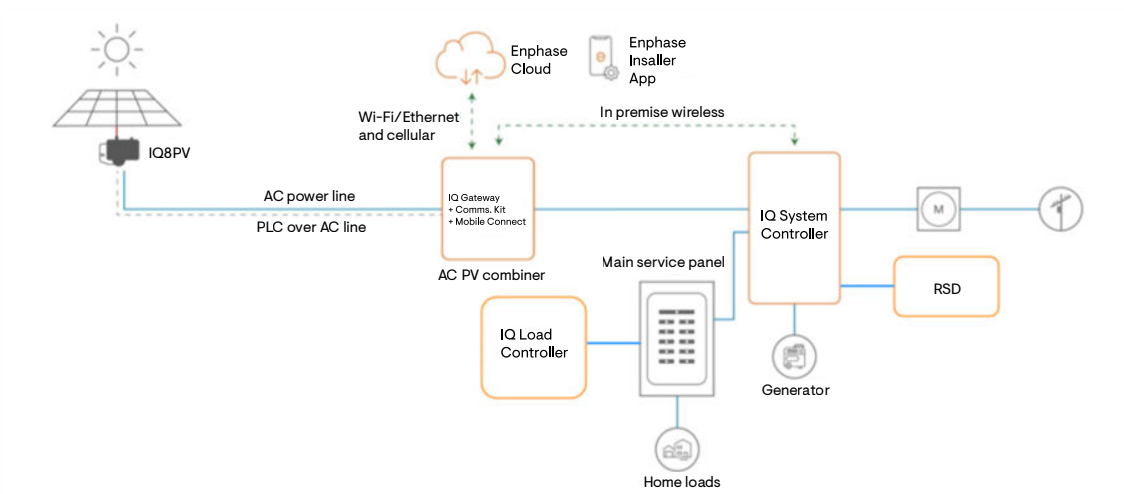 Enphase
Cloud
Enphase
Insaller
App
Wi-Fi/Ethernet
and cellular
In premise wireless
IQ8PV
AC power line
PLC over AC line
IQ Gateway
+ Comms. Kit
+ Mobile Connect
AC PV combiner
IQ System
Controller
M
Main service panel
RSD
IQ Load
Controller
Generator
Home loads